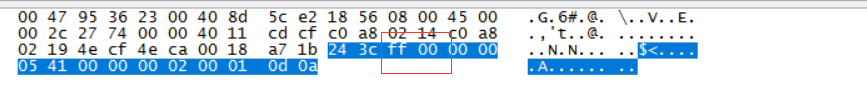 00 47 95 36 23 00 40 8d 5c e2 18 56 08 00 45 00 .G.6#.@. \..V..E.
00 2c 27 74 00 00 40 11 cd cf c0 a8 02 14 c0 a8 .,'t..@. ........
02 19 4e cf 4e ca 00 18 a7 1b 24 3c ff 00 00 00 ..N.N... ..$<....
05 41 00 00 00 02 00 01 0d 0a .A...... ..